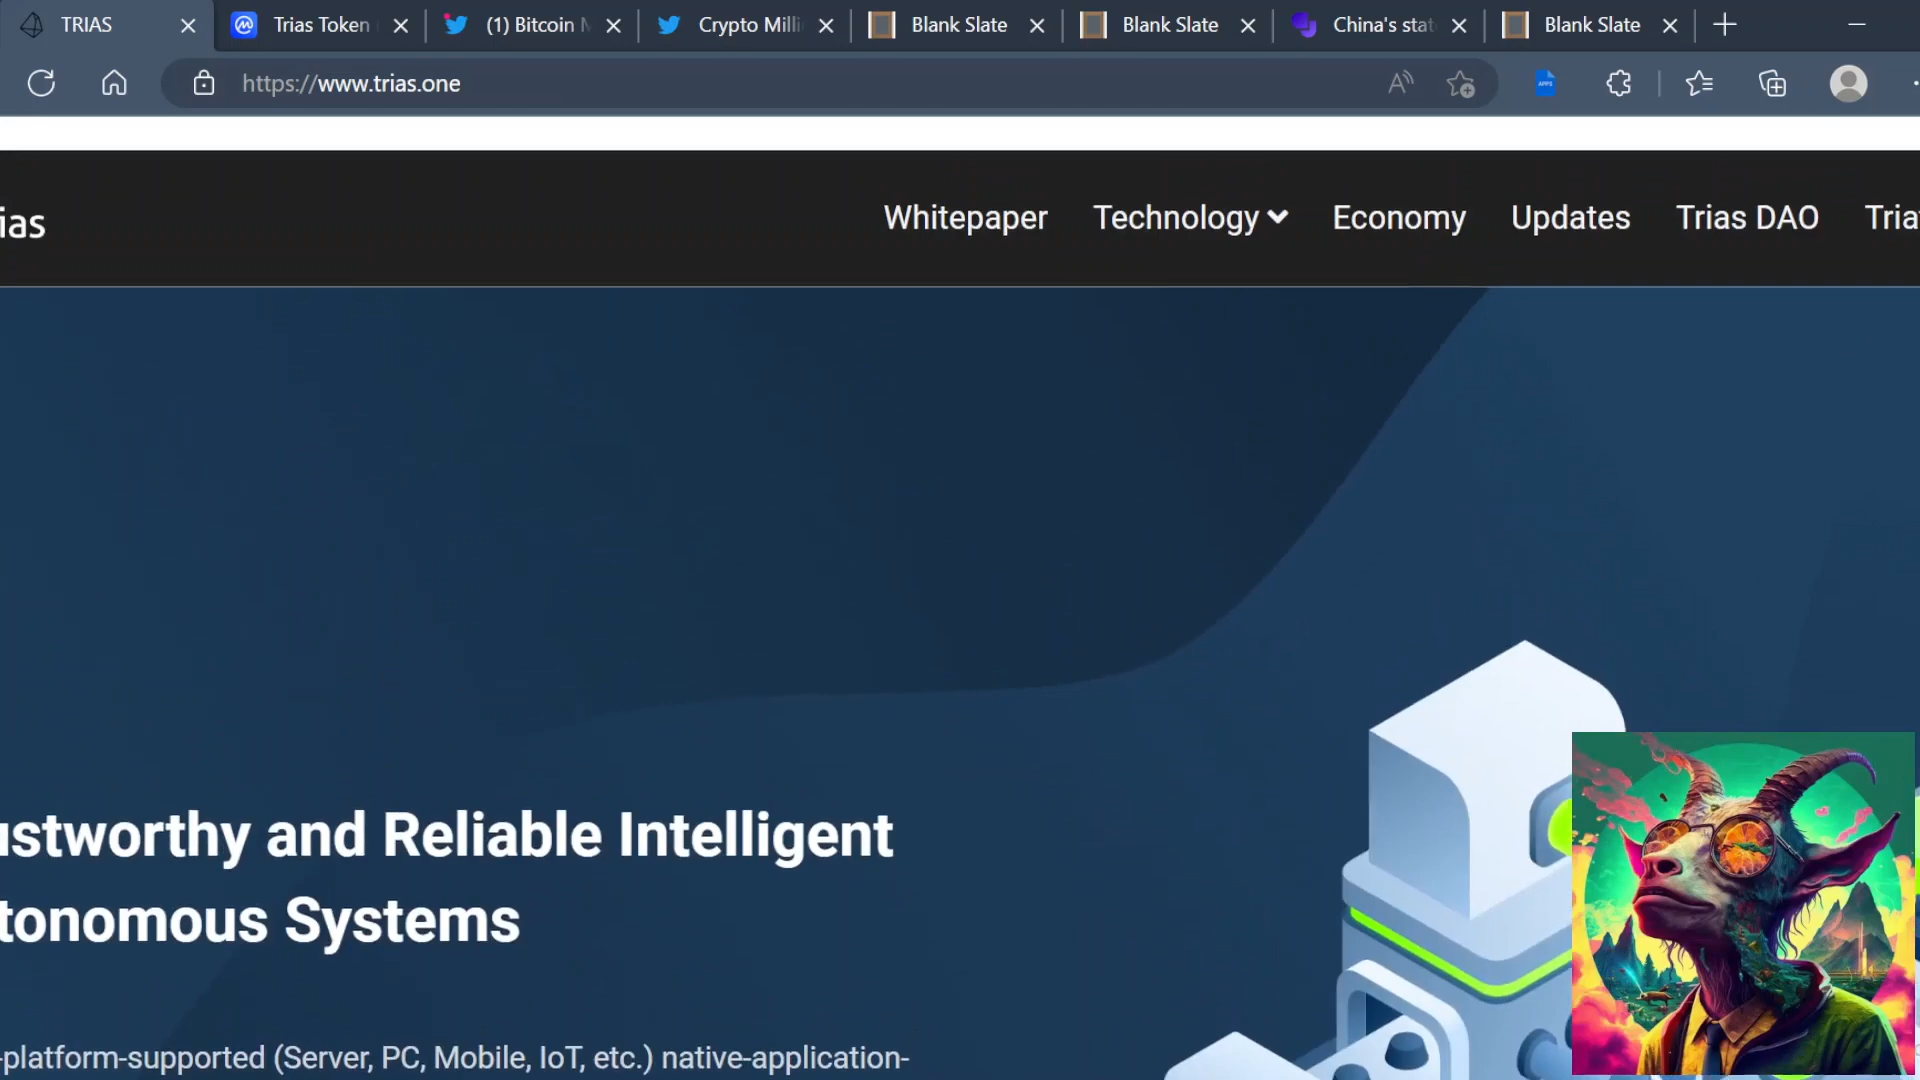 TRIAS
Trias Token
(1) Bitcoin M
Crypto Milli
Blank Slate
Blank Slate
China's stat
Blank Slate
https://www.trias.one
APPS
ias
Whitepaper
Technology
Economy
Updates
Trias DAO
Tria
ustworthy and Reliable Intelligent
tonomous Systems
-platform-supported (Server, PC, Mobile, IoT, etc.) native-application-